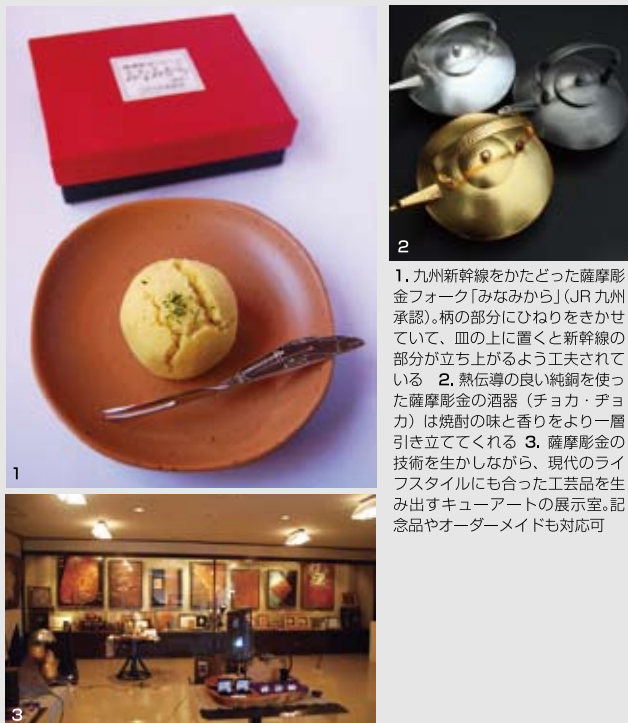 1
2
3
1. 九州新幹線をかたどった薩摩彫
金フォーク「みなみから」(JR 九州
承認)。柄の部分にひねりをきかせ
ていて、皿の上に置くと新幹線の
部分が立ち上がるよう工夫されて
いる 2. 熱伝導の良い純銅を使っ
た薩摩彫金の酒器（チョカ・ヂョ
カ）は焼酎の味と香りをより一層
引き立ててくれる 3. 薩摩彫金の
技術を生かしながら、現代のライ
フスタイルにも合った工芸品を生
み出すキューアートの展示室。記
念品やオーダーメイドも対応可